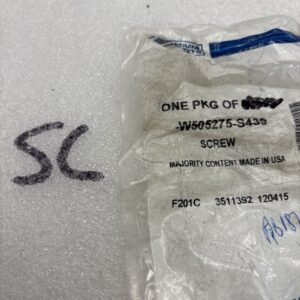 SC
ONE PKG OF
-W505275-S439
SCREW
MAJORITY CONTENT MADE IN USA
F201C 3511392 120415